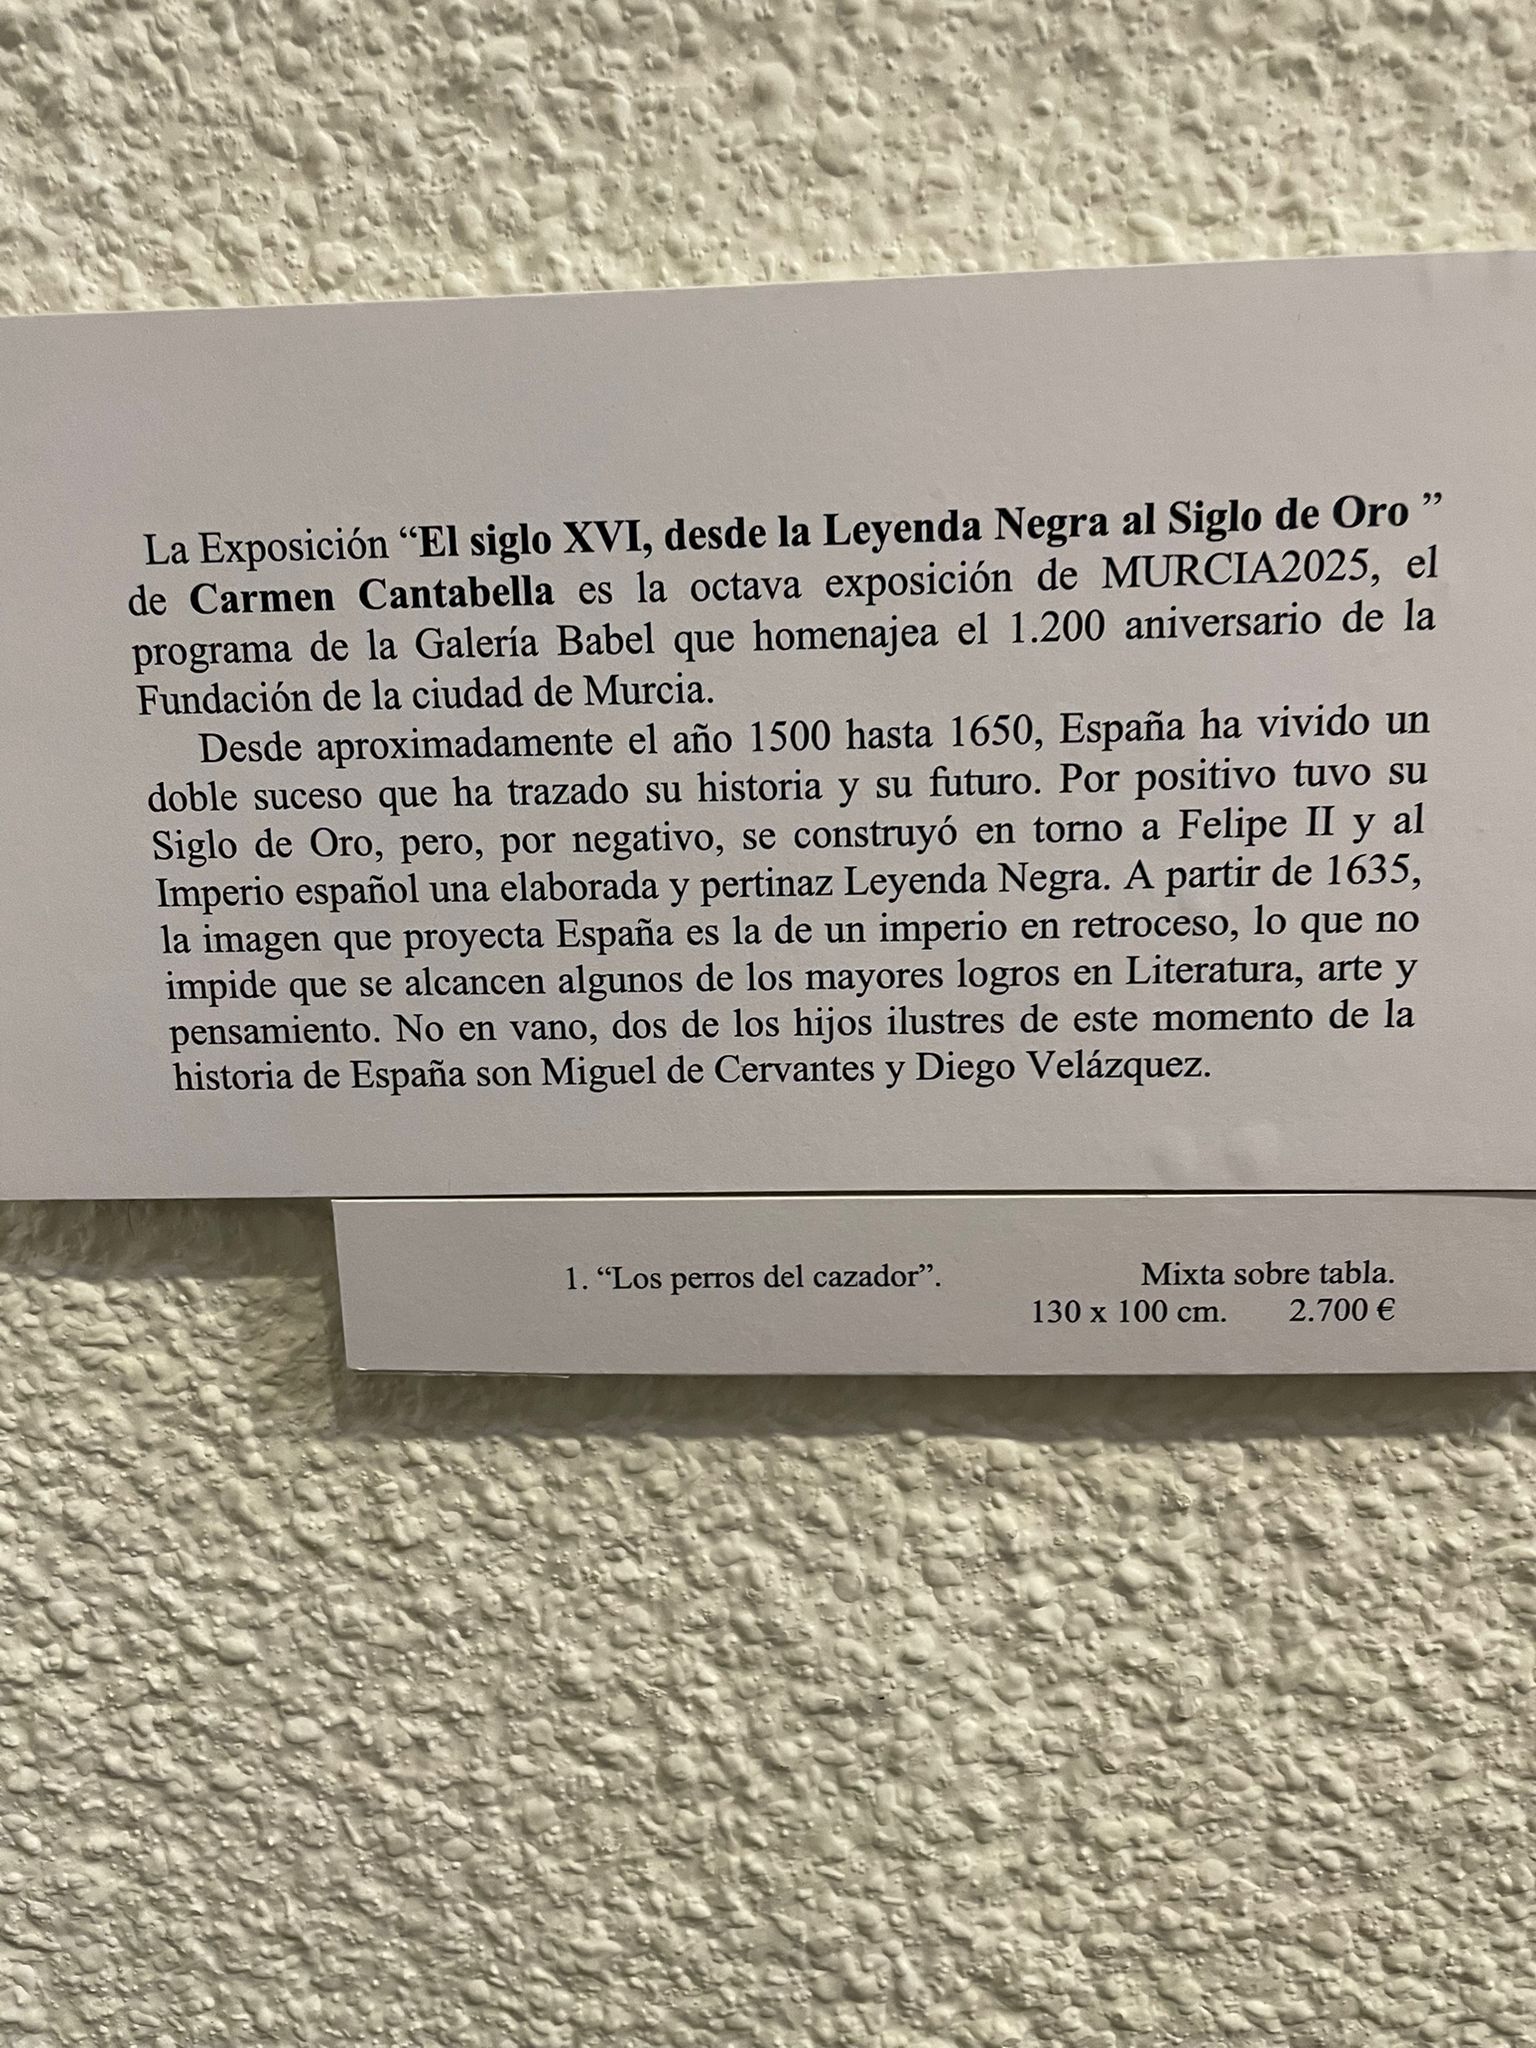 La Exposición “El siglo XVI, desde la Leyenda Negra al Siglo de Oro ”
de Carmen Cantabella es la octava exposición de MURCIA2025, el
programa de la Galería Babel que homenajea el 1.200 aniversario de la
Fundación de la ciudad de Murcia.
Desde aproximadamente el año 1500 hasta 1650, España ha vivido un
doble suceso que ha trazado su historia y su futuro. Por positivo tuvo su
Siglo de Oro, pero, por negativo, se construyó en torno a Felipe II y al
Imperio español una elaborada y pertinaz Leyenda Negra. A partir de 1635,
la imagen que proyecta España es la de un imperio en retroceso, lo que no
impide que se alcancen algunos de los mayores logros en Literatura, arte y
pensamiento. No en vano, dos de los hijos ilustres de este momento de la
historia de España son Miguel de Cervantes y Diego Velázquez.
1. “Los perros del cazador”. Mixta sobre tabla.
130 x 100 cm. 2.700 €